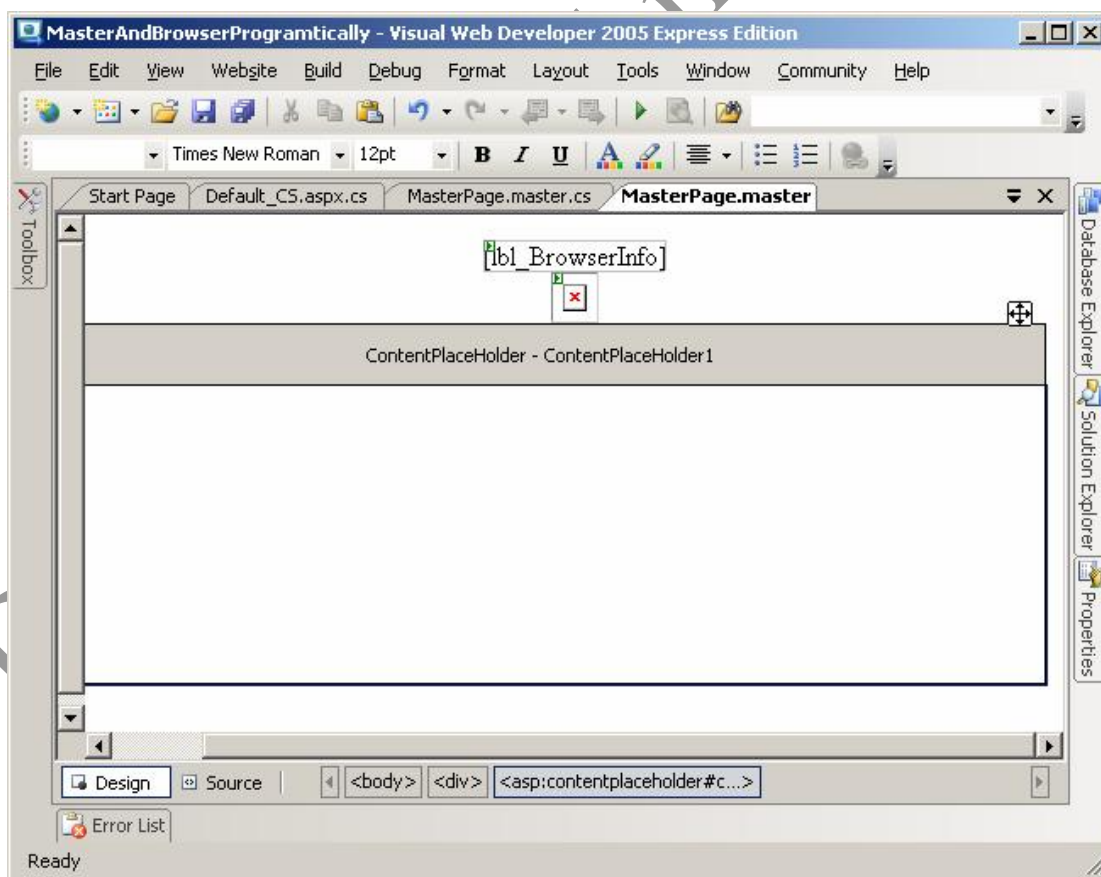 MasterAndBrowserProgramtically - Visual Web Developer 2005 Express Edition
File Edit View Website Build Debug Format Layout Tools Window Community Help
Times New Roman 12pt B I U A
Toolbox
Start Page Default_CS.aspx.cs MasterPage.master.cs MasterPage.master
[lbl_BrowserInfo]
ContentPlaceHolder - ContentPlaceHolder1
Database Explorer
Solution Explorer
Properties
Design Source <body> <div> <asp:contentplaceholder#c...>
Error List
Ready